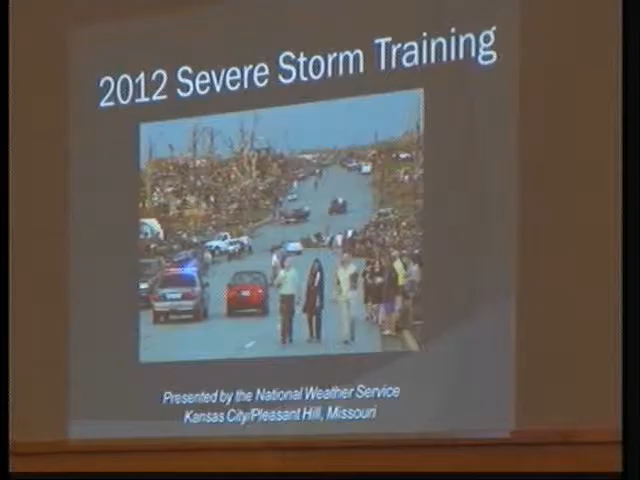 2012 Severe Storm Training
Presented by the National Weather Service
Kansas City/Pleasant Hill, Missouri